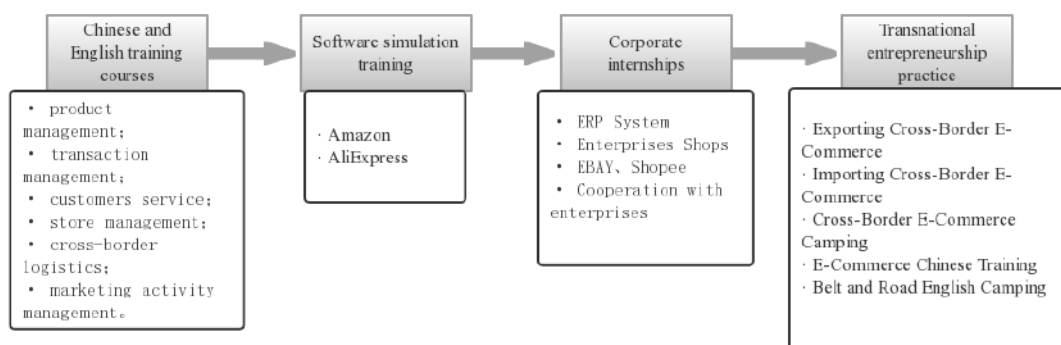 Chinese and
English training
courses
• product
management；
• transaction
management；
• customers service；
• store management；
• cross-border
logistics；
• marketing activity
management。
Software simulation
training
· Amazon
· AliExpress
Corporate
internships
• ERP System
• Enterprises Shops
• EBAY、Shopee
• Cooperation with
enterprises
Transnational
entrepreneurship
practice
· Exporting Cross-Border E-
Commerce
· Importing Cross-Border E-
Commerce
· Cross-Border E-Commerce
Camping
· E-Commerce Chinese Training
· Belt and Road English Camping